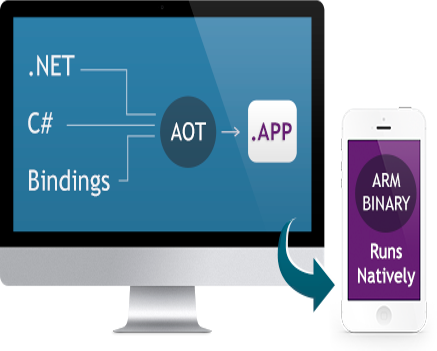 .NET
C#
Bindings
AOT
.APP
ARM
BINARY
Runs
Natively